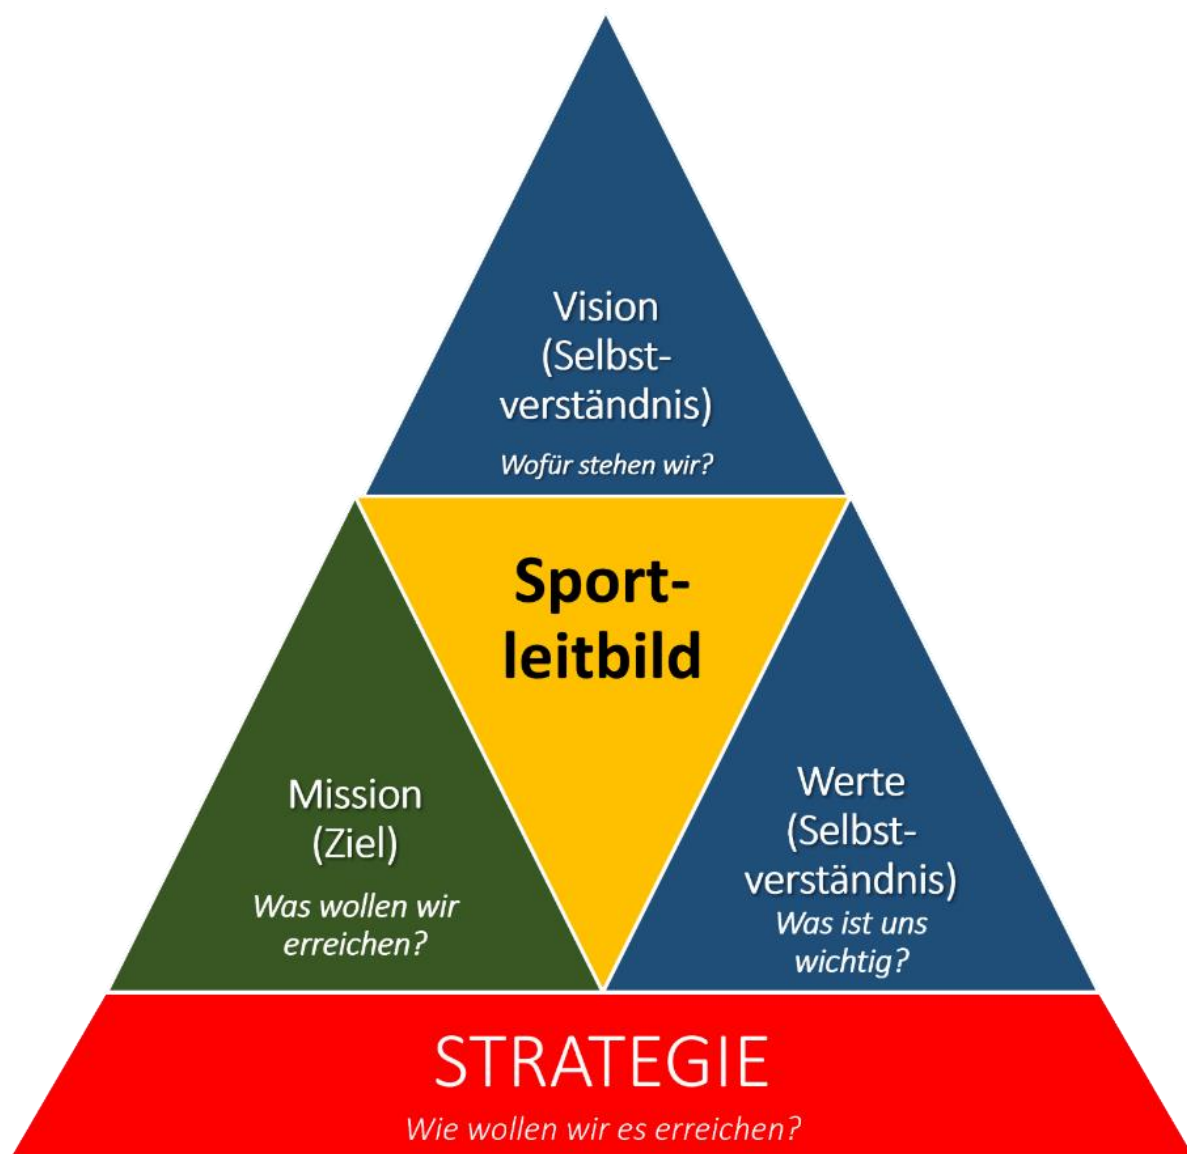 Vision
(Selbst-
verständnis)
Wofür stehen wir?
Sport-
leitbild
Mission
(Ziel)
Was wollen wir
erreichen?
Werte
(Selbst-
verständnis)
Was ist uns
wichtig?
STRATEGIE
Wie wollen wir es erreichen?